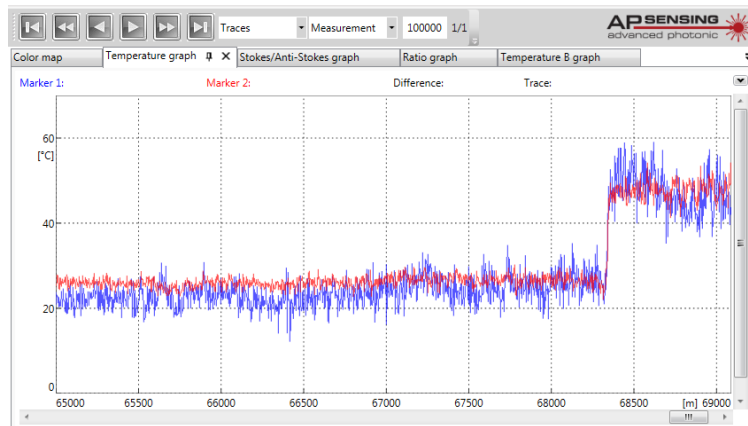 Traces Measurement 100000 1/1
AP SENSING
advanced photonic
Color map Temperature graph Stokes/Anti-Stokes graph Ratio graph Temperature B graph
Marker 1: Marker 2: Difference: Trace:
60
[°C]
40
20
0
65000 65500 66000 66500 67000 67500 68000 68500 [m] 69000